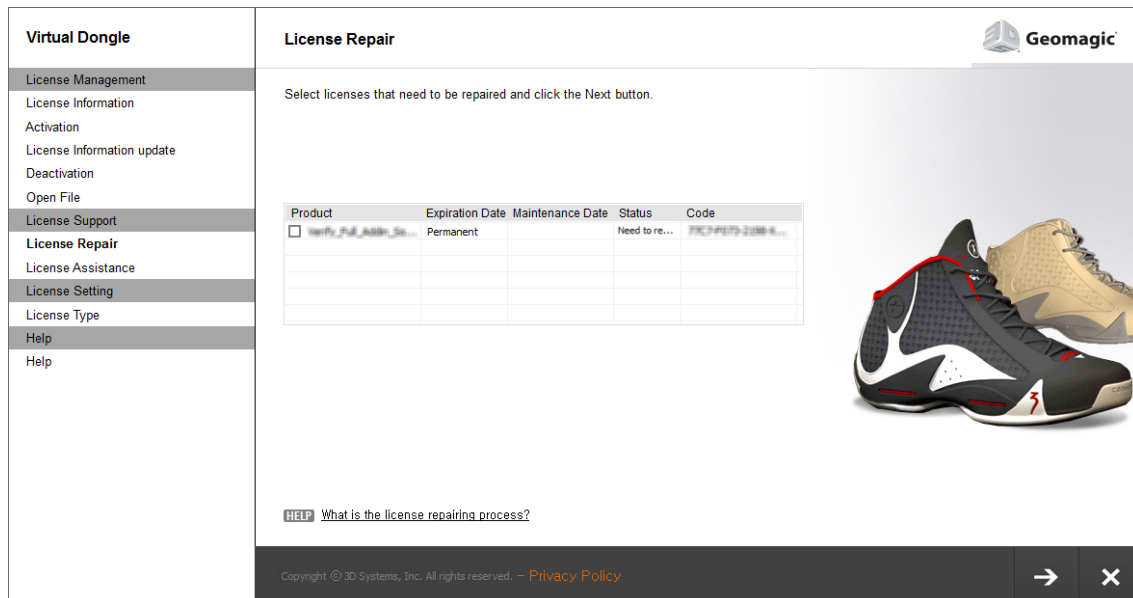 Virtual Dongle
License Management
License Information
Activation
License Information update
Deactivation
Open File
License Support
License Repair
License Assistance
License Setting
License Type
Help
Help
License Repair
Geomagic
Select licenses that need to be repaired and click the Next button.
Product Expiration Date Maintenance Date Status Code
Permanent Need to re...
HELP What is the license repairing process?
Copyright © 3D Systems, Inc. All rights reserved. – Privacy Policy